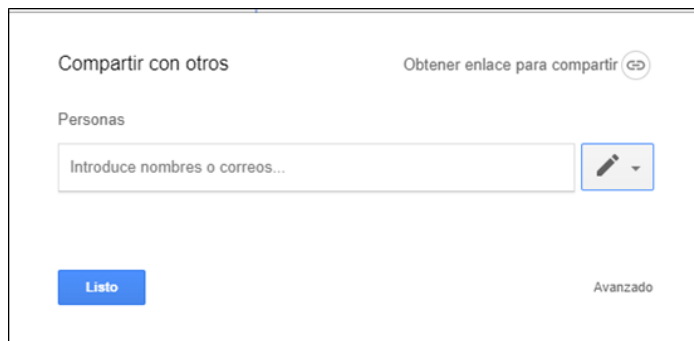 Compartir con otros
Obtener enlace para compartir
Personas
Introduce nombres o correos...
Listo
Avanzado